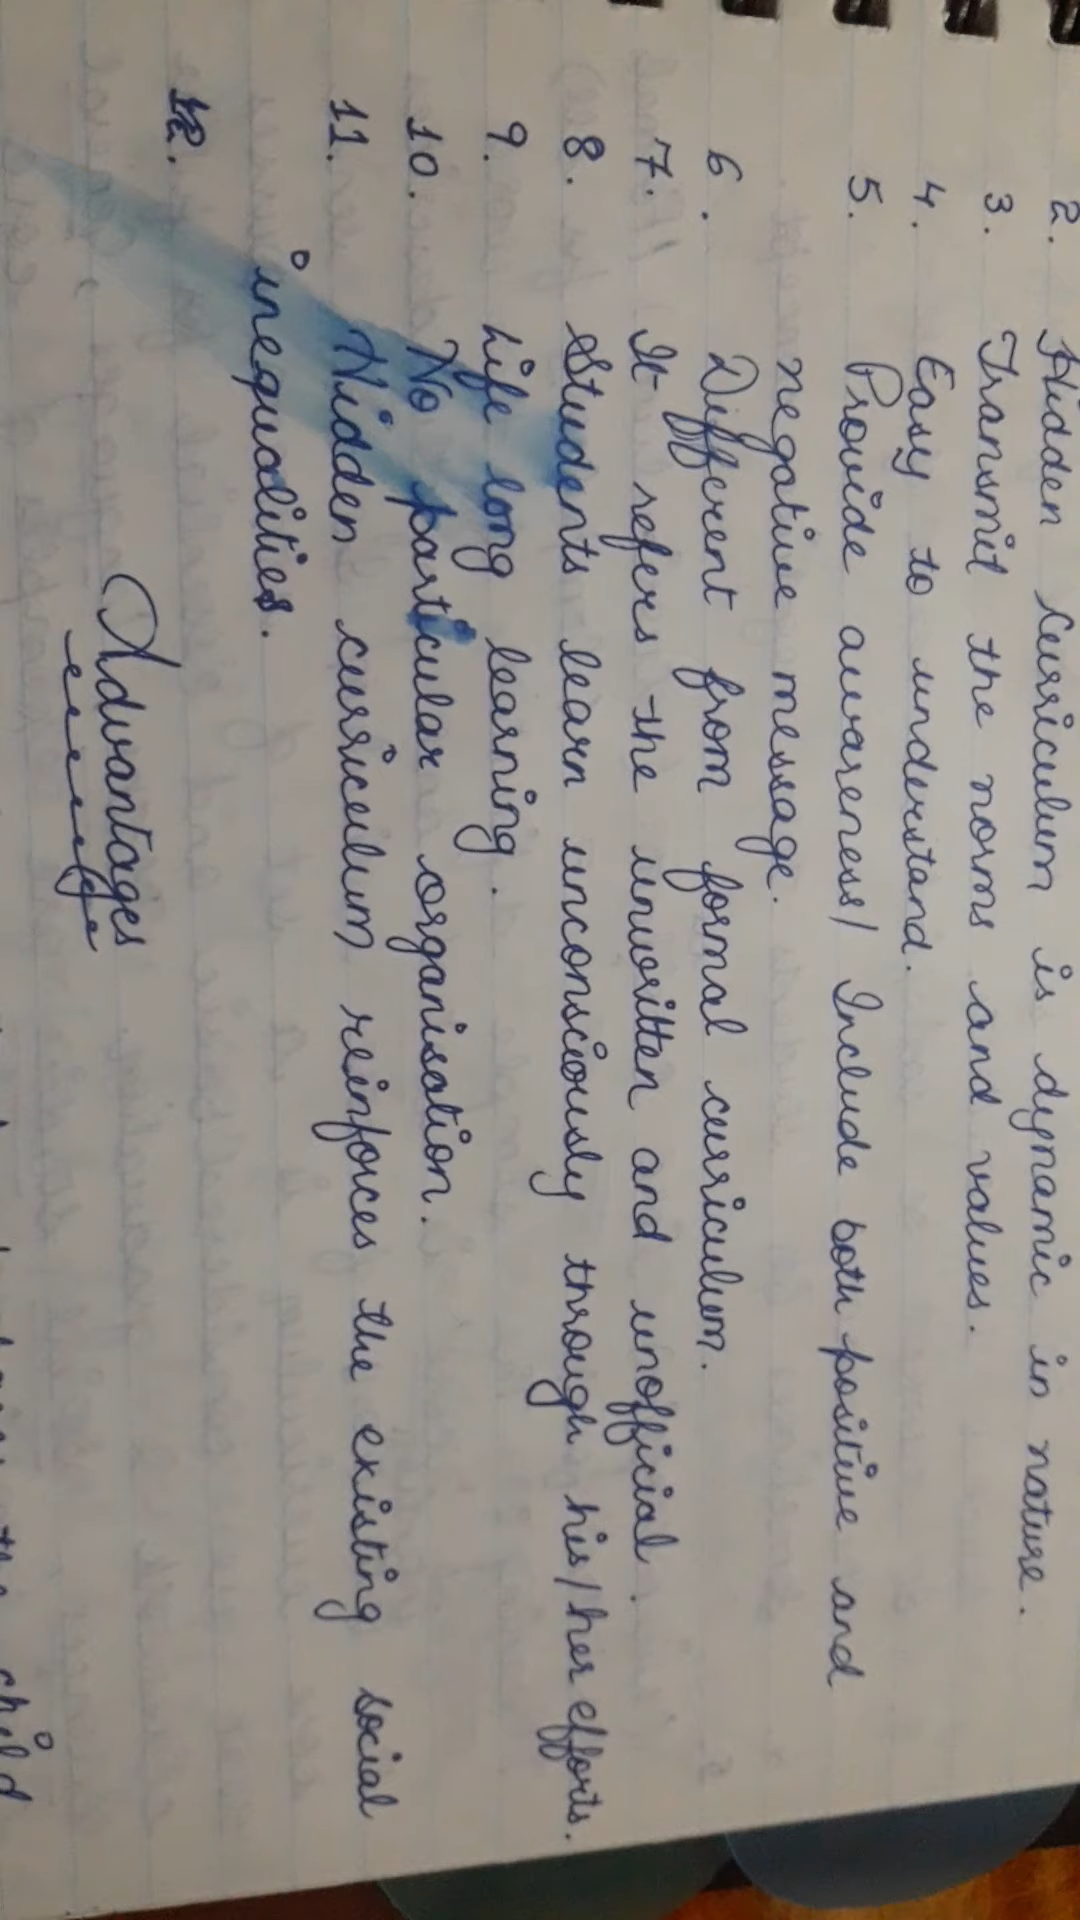 2. Hidden curriculum is dynamic in nature.
3. Transmit the norms and values.
4. Easy to understand.
5. Provide awareness/ Include both positive and
negative message.
6. Different from formal curriculum.
7. It refers the unwritten and unofficial.
8. Students learn unconsciously through his/her efforts.
9. Life long learning.
10. No particular organisation.
11. Hidden curriculum reinforces the existing social
inequalities.
12.
Advantages
the child